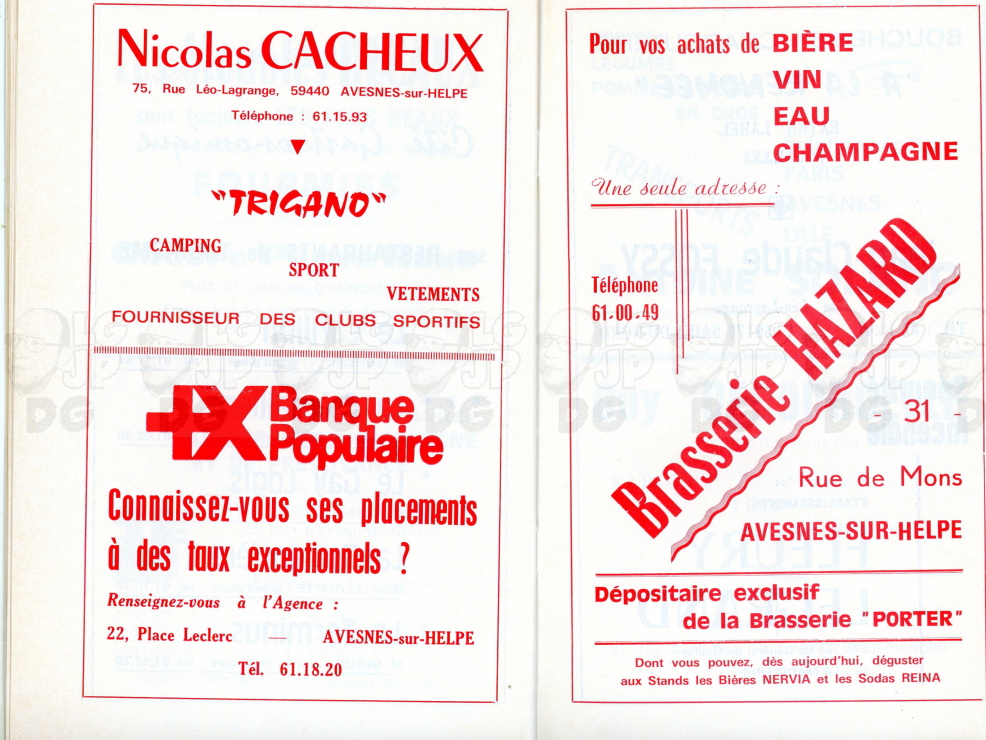 Nicolas CACHEUX
75, Rue Léo-Lagrange, 59440 AVESNES-sur-HELPE
Téléphone : 61.15.93
"TRIGANO"
CAMPING
SPORT
VETEMENTS
FOURNISSEUR DES CLUBS SPORTIFS
Banque
Populaire
Connaissez-vous ses placements
à des taux exceptionnels ?
Renseignez-vous à l'Agence :
22, Place Leclerc — AVESNES-sur-HELPE
Tél. 61.18.20
Pour vos achats de BIÈRE
VIN
EAU
CHAMPAGNE
Une seule adresse :
Téléphone
61-00-49
Brasserie HAZARD
- 31 -
Rue de Mons
AVESNES-SUR-HELPE
Dépositaire exclusif
de la Brasserie "PORTER"
Dont vous pouvez, dès aujourd'hui, déguster
aux Stands les Bières NERVIA et les Sodas REINA